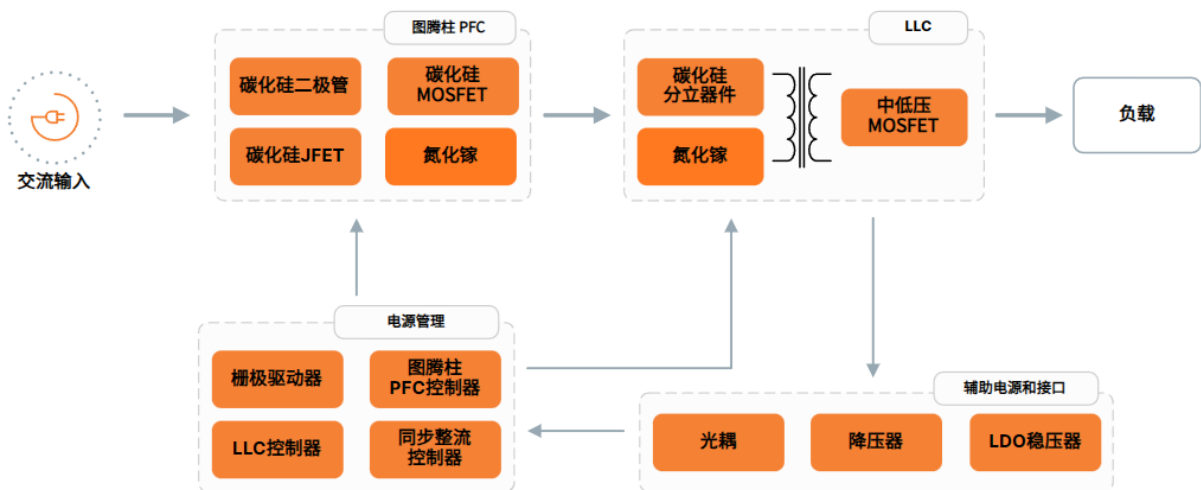 图腾柱 PFC
LLC
碳化硅二极管
碳化硅
MOSFET
碳化硅JFET
氮化镓
碳化硅
分立器件
氮化镓
中低压
MOSFET
负载
交流输入
电源管理
栅极驱动器
图腾柱
PFC控制器
LLC控制器
同步整流
控制器
辅助电源和接口
光耦
降压器
LDO稳压器